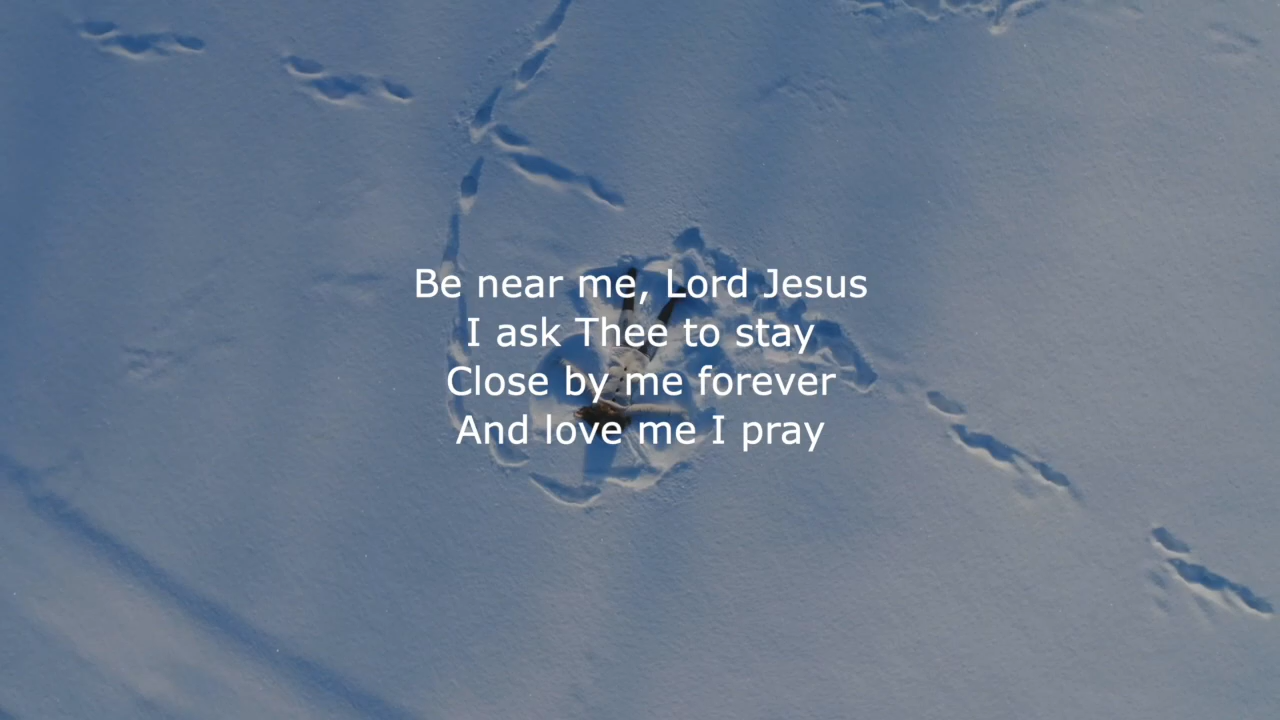 Be near me, Lord Jesus
I ask Thee to stay
Close by me forever
And love me I pray